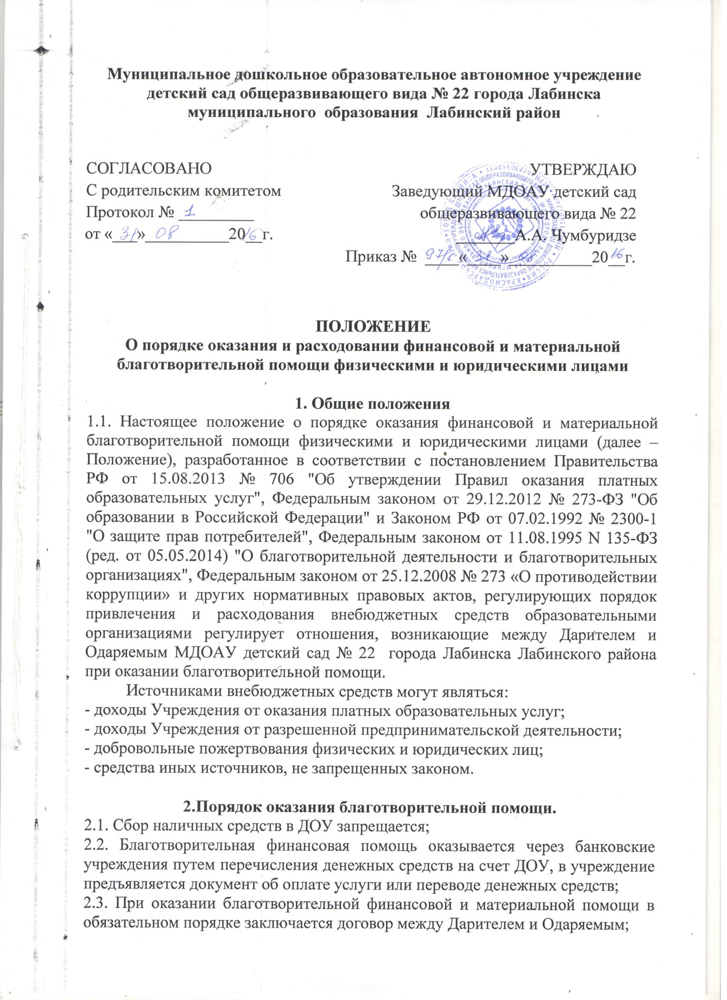 Муниципальное дошкольное образовательное автономное учреждение
детский сад общеразвивающего вида № 22 города Лабинска
муниципального образования Лабинский район
СОГЛАСОВАНО
С родительским комитетом
Протокол № 1
от «31» 08 2016г.
УТВЕРЖДАЮ
Заведующий МДОАУ детский сад
общеразвивающего вида № 22
А.А. Чумбуридзе
Приказ № «31» 2016г.
ПОЛОЖЕНИЕ
О порядке оказания и расходовании финансовой и материальной
благотворительной помощи физическими и юридическими лицами
1. Общие положения
1.1. Настоящее положение о порядке оказания финансовой и материальной
благотворительной помощи физическими и юридическими лицами (далее –
Положение), разработанное в соответствии с постановлением Правительства
РФ от 15.08.2013 № 706 "Об утверждении Правил оказания платных
образовательных услуг", Федеральным законом от 29.12.2012 № 273-ФЗ "Об
образовании в Российской Федерации" и Законом РФ от 07.02.1992 № 2300-1
"О защите прав потребителей", Федеральным законом от 11.08.1995 N 135-ФЗ
(ред. от 05.05.2014) "О благотворительной деятельности и благотворительных
организациях", Федеральным законом от 25.12.2008 № 273 «О противодействии
коррупции» и других нормативных правовых актов, регулирующих порядок
привлечения и расходования внебюджетных средств образовательными
организациями регулирует отношения, возникающие между Дарителем и
Одаряемым МДОАУ детский сад № 22 города Лабинска Лабинского района
при оказании благотворительной помощи.
Источниками внебюджетных средств могут являться:
- доходы Учреждения от оказания платных образовательных услуг;
- доходы Учреждения от разрешенной предпринимательской деятельности;
- добровольные пожертвования физических и юридических лиц;
- средства иных источников, не запрещенных законом.
2.Порядок оказания благотворительной помощи.
2.1. Сбор наличных средств в ДОУ запрещается;
2.2. Благотворительная финансовая помощь оказывается через банковские
учреждения путем перечисления денежных средств на счет ДОУ, в учреждение
предъявляется документ об оплате услуги или переводе денежных средств;
2.3. При оказании благотворительной финансовой и материальной помощи в
обязательном порядке заключается договор между Дарителем и Одаряемым;